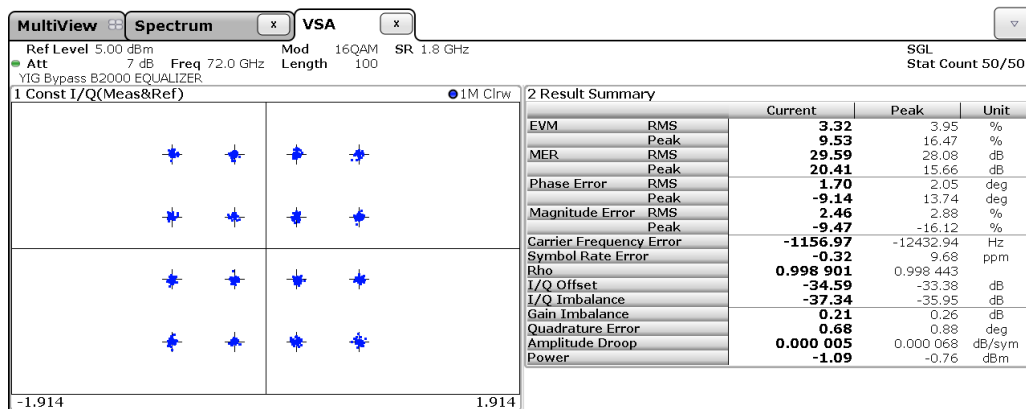 MultiView Spectrum x VSA x
Ref Level 5.00 dBm Mod 16QAM SR 1.8 GHz SGL
Att 7 dB Freq 72.0 GHz Length 100 Stat Count 50/50
YIG Bypass B2000 EQUALIZER
1 Const I/Q(Meas&Ref) 1M Clrw
-1.914 1.914
2 Result Summary
Current Peak Unit
EVM RMS 3.32 3.95 %
Peak 9.53 16.47 %
MER RMS 29.59 28.08 dB
Peak 20.41 15.66 dB
Phase Error RMS 1.70 2.05 deg
Peak -9.14 13.74 deg
Magnitude Error RMS 2.46 2.88 %
Peak -9.47 -16.12 %
Carrier Frequency Error -1156.97 -12432.94 Hz
Symbol Rate Error -0.32 9.68 ppm
Rho 0.998 901 0.998 443
I/Q Offset -34.59 -33.38 dB
I/Q Imbalance -37.34 -35.95 dB
Gain Imbalance 0.21 0.26 dB
Quadrature Error 0.68 0.88 deg
Amplitude Droop 0.000 005 0.000 068 dB/sym
Power -1.09 -0.76 dBm